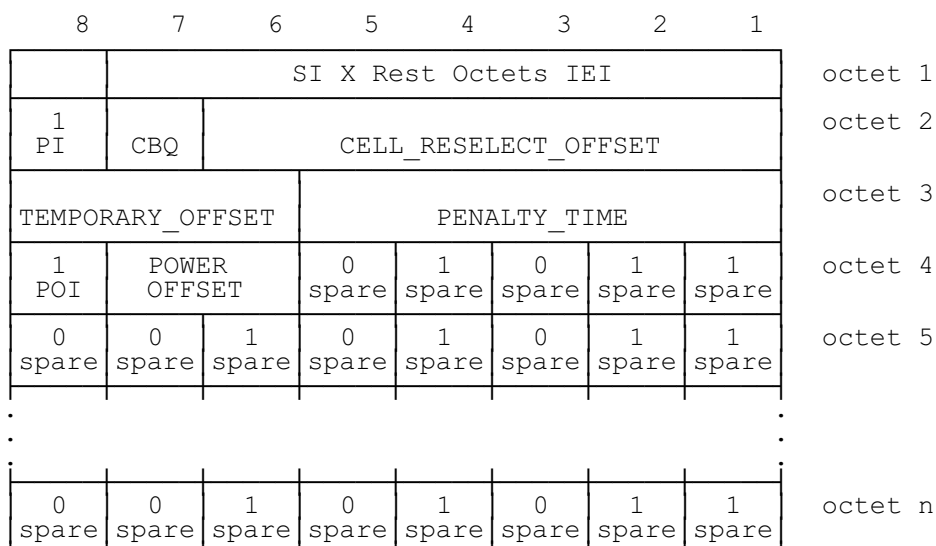 8 7 6 5 4 3 2 1
SI X Rest Octets IEI octet 1
1 octet 2
PI CBQ CELL_RESELECT_OFFSET
octet 3
TEMPORARY_OFFSET PENALTY_TIME
1 POWER 0 1 0 1 1 octet 4
POI OFFSET spare spare spare spare spare
0 0 1 0 1 0 1 1 octet 5
spare spare spare spare spare spare spare spare
0 0 1 0 1 0 1 1 octet n
spare spare spare spare spare spare spare spare